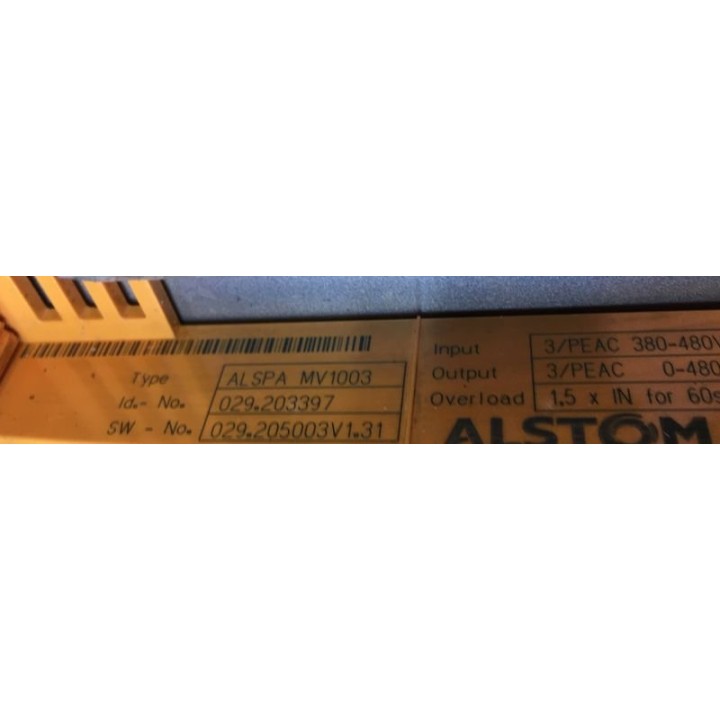 Type ALSPA MV1003
Id.- No. 029.203397
SW - No. 029.205003V1.31
Input 3/PEAC 380-480V
Output 3/PEAC 0-480
Overload 1.5 x IN for 60s
ALSTOM